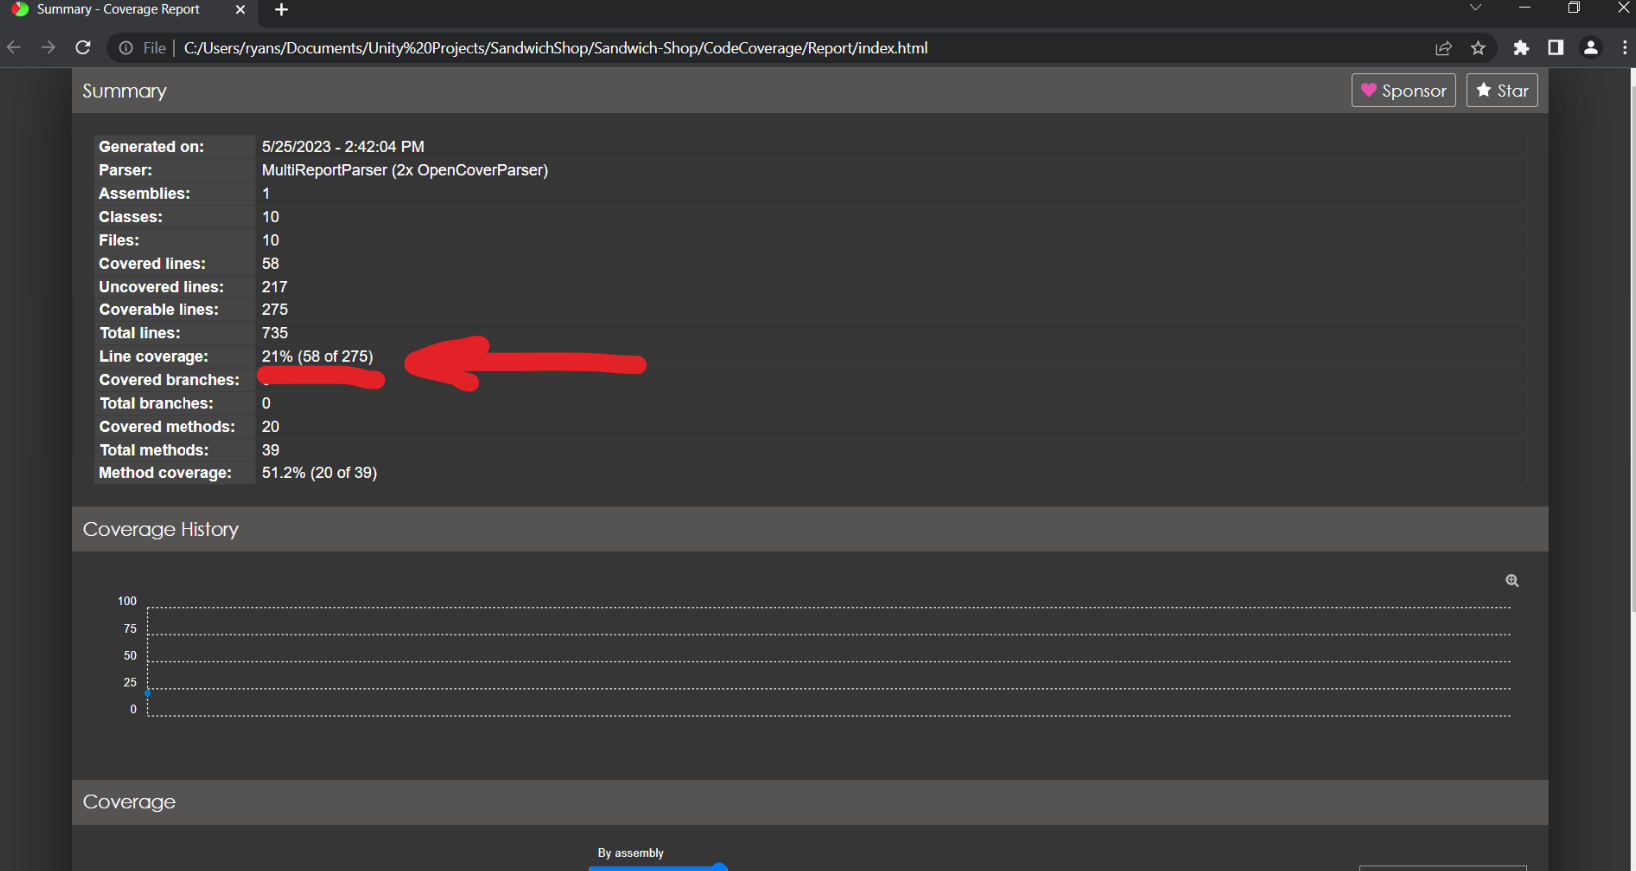 Summary - Coverage Report
File
C:/Users/ryans/Documents/Unity%20Projects/SandwichShop/Sandwich-Shop/CodeCoverage/Report/index.html
Summary
Sponsor
Star
Generated on: 5/25/2023 - 2:42:04 PM
Parser: MultiReportParser (2x OpenCoverParser)
Assemblies: 1
Classes: 10
Files: 10
Covered lines: 58
Uncovered lines: 217
Coverable lines: 275
Total lines: 735
Line coverage: 21% (58 of 275)
Covered branches:
Total branches: 0
Covered methods: 20
Total methods: 39
Method coverage: 51.2% (20 of 39)
Coverage History
100
75
50
25
0
Coverage
By assembly